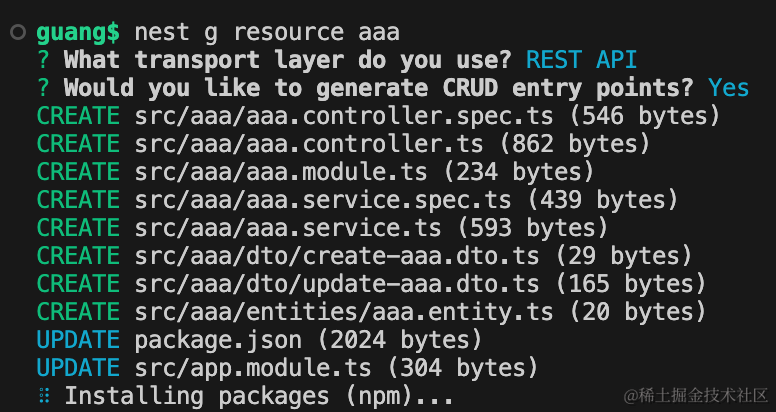 guang$ nest g resource aaa
? What transport layer do you use? REST API
? Would you like to generate CRUD entry points? Yes
CREATE src/aaa/aaa.controller.spec.ts (546 bytes)
CREATE src/aaa/aaa.controller.ts (862 bytes)
CREATE src/aaa/aaa.module.ts (234 bytes)
CREATE src/aaa/aaa.service.spec.ts (439 bytes)
CREATE src/aaa/aaa.service.ts (593 bytes)
CREATE src/aaa/dto/create-aaa.dto.ts (29 bytes)
CREATE src/aaa/dto/update-aaa.dto.ts (165 bytes)
CREATE src/aaa/entities/aaa.entity.ts (20 bytes)
UPDATE package.json (2024 bytes)
UPDATE src/app.module.ts (304 bytes)
⠿ Installing packages (npm)...
@稀土掘金技术社区